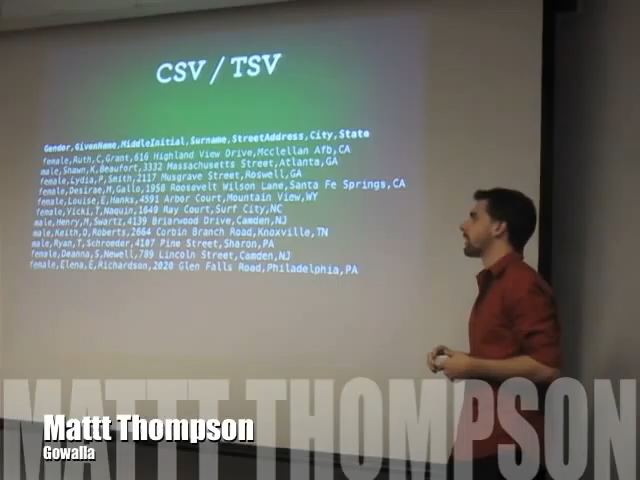 CSV / TSV
Gender,GivenName,MiddleInitial,Surname,StreetAddress,City,State
female,Ruth,C,Grant,616 Highland View Drive,Mcclellan Afb,CA
male,Shawn,K,Beaufort,3332 Massachusetts Street,Atlanta,GA
female,Lydia,P,Smith,2117 Musgrave Street,Roswell,GA
female,Desirae,M,Gallo,1958 Roosevelt Wilson Lane,Santa Fe Springs,CA
female,Louise,E,Hanks,4591 Arbor Court,Mountain View,WY
female,Vicki,T,Naquin,1649 Ray Court,Surf City,NC
male,Henry,M,Swartz,4139 Briarwood Drive,Camden,NJ
male,Keith,D,Roberts,2664 Corbin Branch Road,Knoxville,TN
male,Ryan,T,Schroeder,4107 Pine Street,Sharon,PA
female,Deanna,S,Newell,789 Lincoln Street,Camden,NJ
female,Elena,E,Richardson,2020 Glen Falls Road,Philadelphia,PA
MATTT THOMPSON
Mattt Thompson
Gowalla